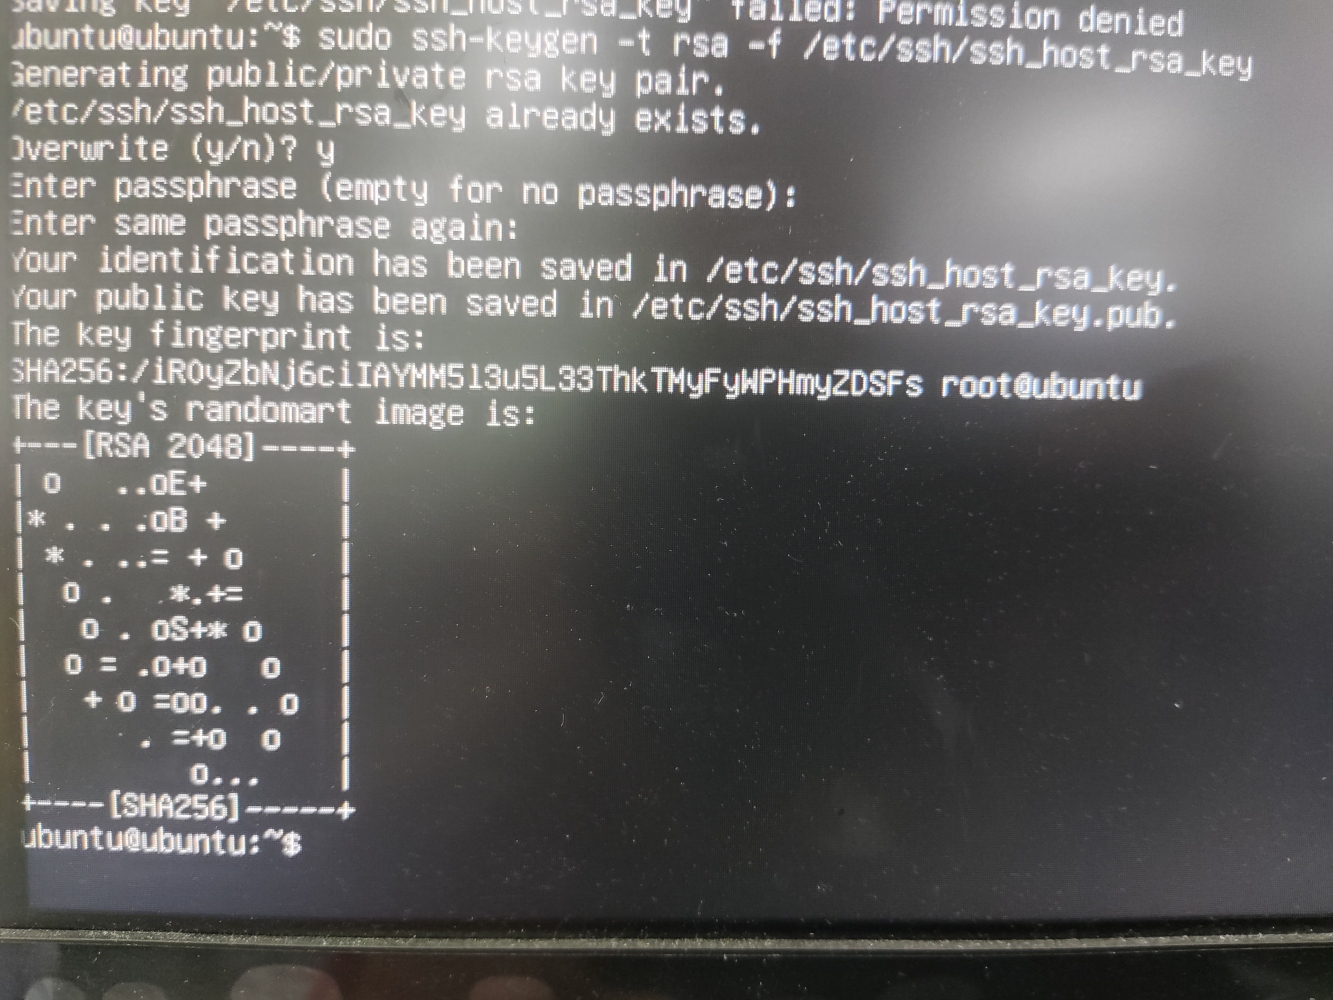 saving key "/etc/ssh/ssh_host_rsa_key" failed: Permission denied
ubuntu@ubuntu:~$ sudo ssh-keygen -t rsa -f /etc/ssh/ssh_host_rsa_key
Generating public/private rsa key pair.
/etc/ssh/ssh_host_rsa_key already exists.
Overwrite (y/n)? y
Enter passphrase (empty for no passphrase):
Enter same passphrase again:
Your identification has been saved in /etc/ssh/ssh_host_rsa_key.
Your public key has been saved in /etc/ssh/ssh_host_rsa_key.pub.
The key fingerprint is:
SHA256:/iROyZbNj6ciIAYMM5l3u5L33ThkTMyFyWPHmyZDSFs root@ubuntu
The key's randomart image is:
+---[RSA 2048]----+
| o   ..oE+       |
|* . . .oB +      |
| * . ..= + o     |
|  o .   *.+=     |
|   o . oS+* o    |
|  o = .o+o   o   |
|   + o =oo. . o  |
|      . =+o  o   |
|         o...    |
+----[SHA256]-----+
ubuntu@ubuntu:~$